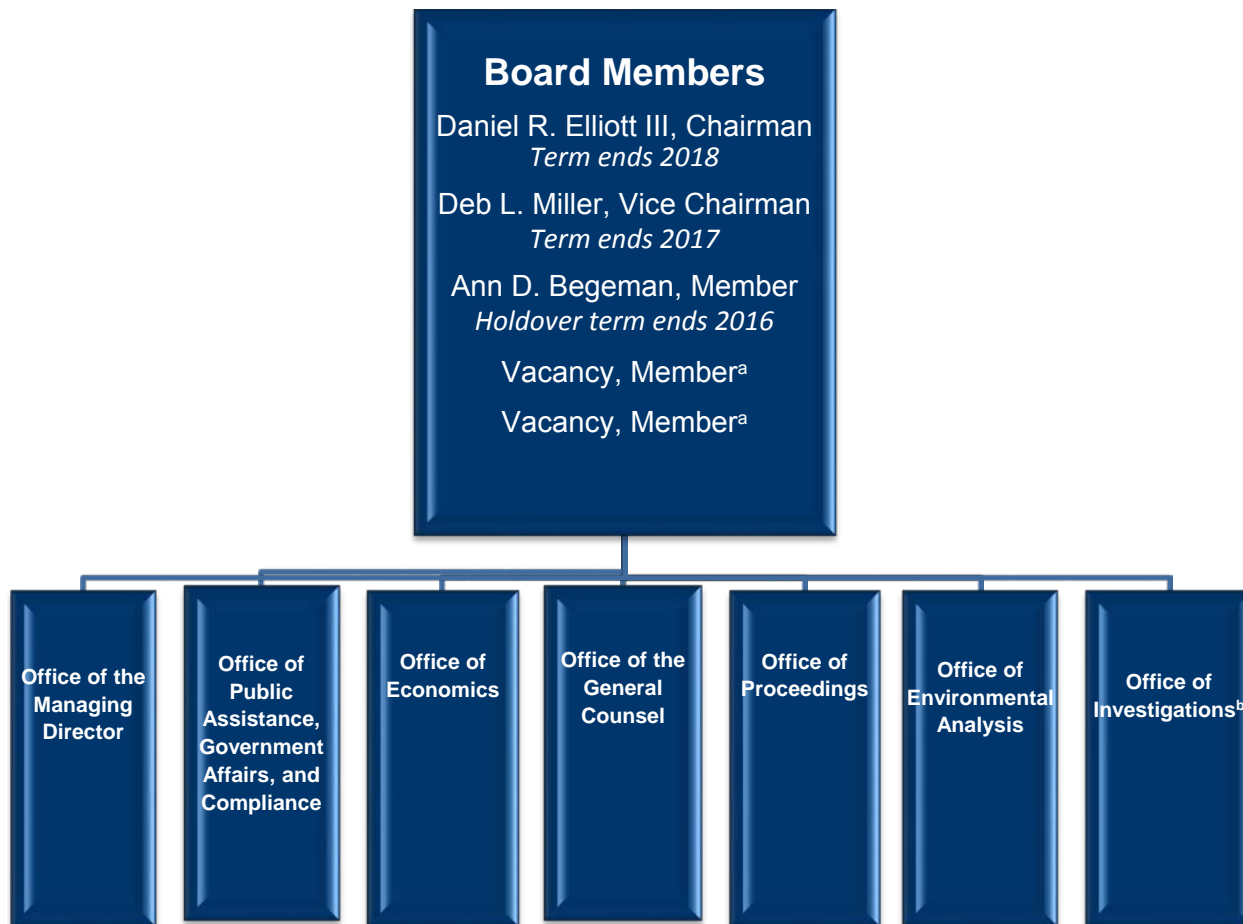 Board Members
Daniel R. Elliott III, Chairman
Term ends 2018
Deb L. Miller, Vice Chairman
Term ends 2017
Ann D. Begeman, Member
Holdover term ends 2016
Vacancy, Memberᵃ
Vacancy, Memberᵃ
Office of the
Managing
Director
Office of
Public
Assistance,
Government
Affairs, and
Compliance
Office of
Economics
Office of the
General
Counsel
Office of
Proceedings
Office of
Environmental
Analysis
Office of
Investigationsᵇ